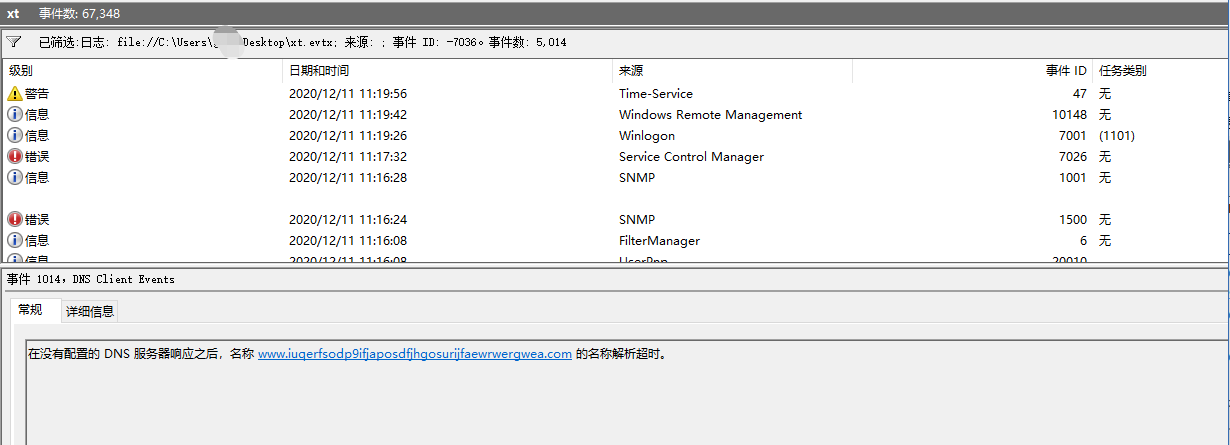 xt 事件数: 67,348
已筛选:日志: file://C:\Users\ Desktop\xt.evtx; 来源: ; 事件 ID: -7036。事件数: 5,014
级别 日期和时间 来源 事件 ID 任务类别
警告 2020/12/11 11:19:56 Time-Service 47 无
信息 2020/12/11 11:19:42 Windows Remote Management 10148 无
信息 2020/12/11 11:19:26 Winlogon 7001 (1101)
错误 2020/12/11 11:17:32 Service Control Manager 7026 无
信息 2020/12/11 11:16:28 SNMP 1001 无
错误 2020/12/11 11:16:24 SNMP 1500 无
信息 2020/12/11 11:16:08 FilterManager 6 无
信息 2020/12/11 11:16:08 UserPnp 20010
事件 1014，DNS Client Events
常规 详细信息
在没有配置的 DNS 服务器响应之后，名称 www.iuqerfsodp9ifjaposdfjhgosurijfaewrwergwea.com 的名称解析超时。